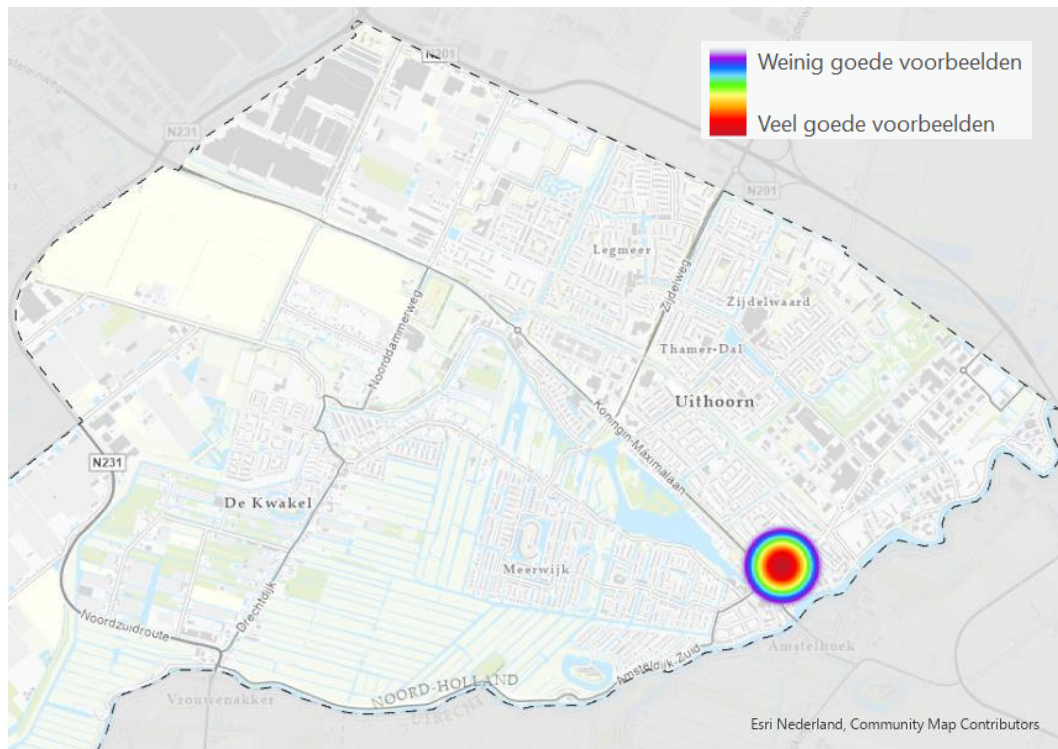 N201
Weinig goede voorbeelden
Veel goede voorbeelden
N231
N201
Legmeer
Zijdelweg
Zijdelwaard
Noorddammerweg
Thamer-Dal
Uithoorn
Koningin-Máximalaan
N231
De Kwakel
Meerwijk
Drechtdijk
Noordzuidroute
Amstelhoek
Amsteldijk-Zuid
Vrouwenakker
NOORD-HOLLAND
UTRECHT
Esri Nederland, Community Map Contributors